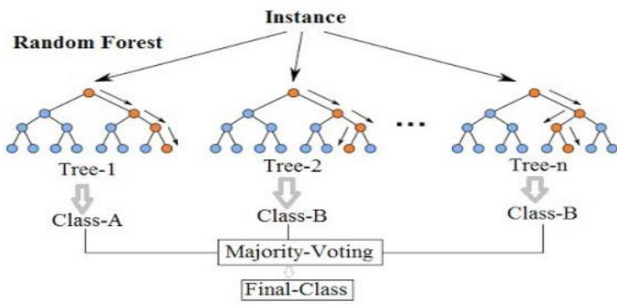 Instance
Random Forest
...
Tree-1 Tree-2 Tree-n
Class-A Class-B Class-B
Majority-Voting
Final-Class